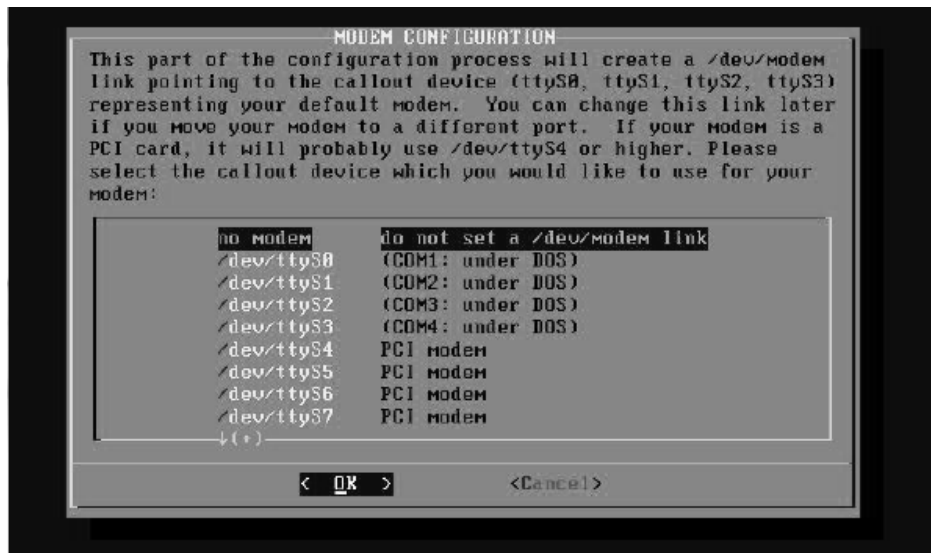 MODEM CONFIGURATION
This part of the configuration process will create a /dev/modem
link pointing to the callout device (ttyS0, ttyS1, ttyS2, ttyS3)
representing your default modem.  You can change this link later
if you move your modem to a different port.  If your modem is a
PCI card, it will probably use /dev/ttyS4 or higher. Please
select the callout device which you would like to use for your
modem:
no modem do not set a /dev/modem link
/dev/ttyS0 (COM1: under DOS)
/dev/ttyS1 (COM2: under DOS)
/dev/ttyS2 (COM3: under DOS)
/dev/ttyS3 (COM4: under DOS)
/dev/ttyS4 PCI modem
/dev/ttyS5 PCI modem
/dev/ttyS6 PCI modem
/dev/ttyS7 PCI modem
↓(+)
< OK > <Cancel>